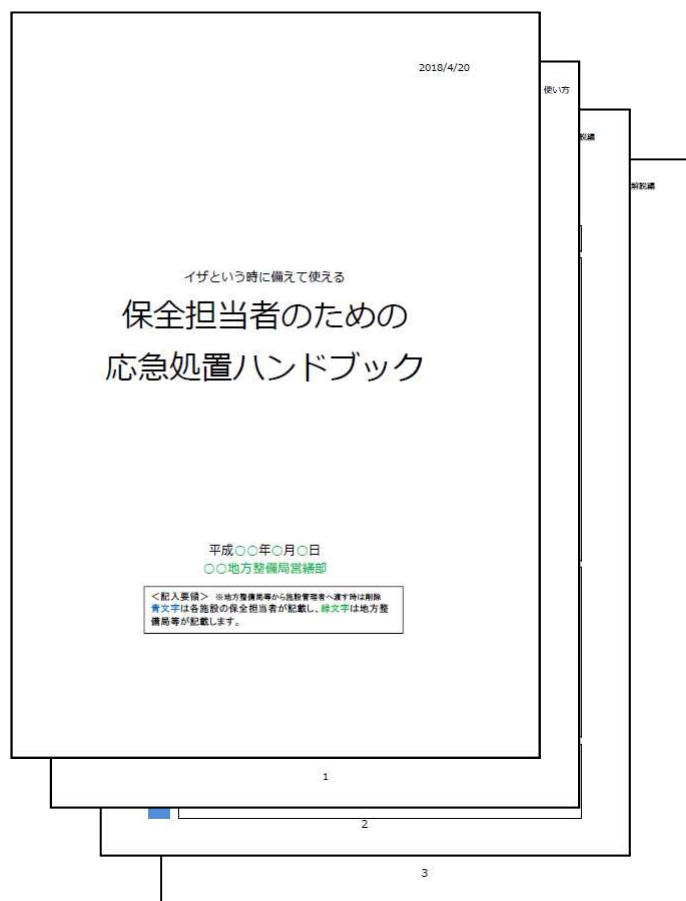 2018/4/20
使い方
説編
解説編
イザという時に備えて使える
保全担当者のための
応急処置ハンドブック
平成○○年○月○日
○○地方整備局営繕部
<記入要領> ※地方整備局等から施設管理者へ渡す時は削除
青文字は各施設の保全担当者が記載し、緑文字は地方整
備局等が記載します。
1
2
3